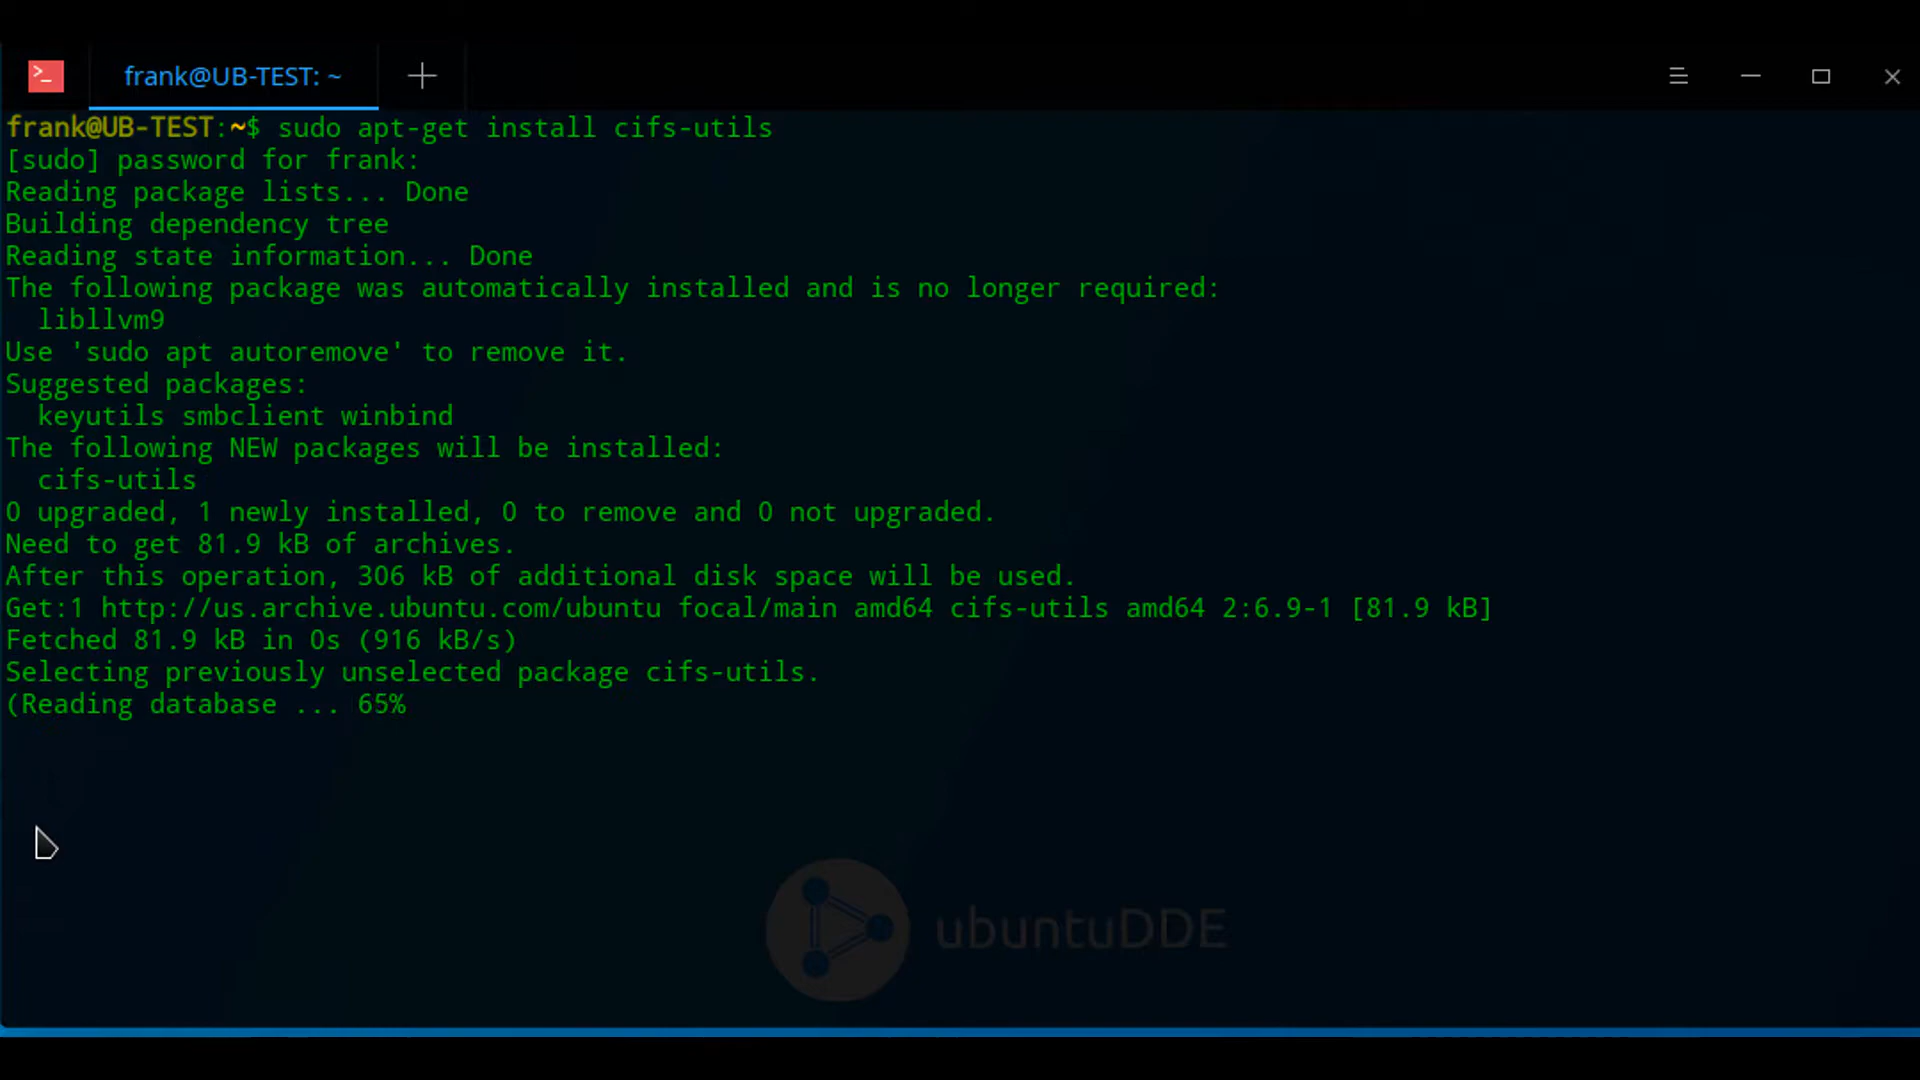 frank@UB-TEST: ~
frank@UB-TEST:~$ sudo apt-get install cifs-utils
[sudo] password for frank:
Reading package lists... Done
Building dependency tree
Reading state information... Done
The following package was automatically installed and is no longer required:
  libllvm9
Use 'sudo apt autoremove' to remove it.
Suggested packages:
  keyutils smbclient winbind
The following NEW packages will be installed:
  cifs-utils
0 upgraded, 1 newly installed, 0 to remove and 0 not upgraded.
Need to get 81.9 kB of archives.
After this operation, 306 kB of additional disk space will be used.
Get:1 http://us.archive.ubuntu.com/ubuntu focal/main amd64 cifs-utils amd64 2:6.9-1 [81.9 kB]
Fetched 81.9 kB in 0s (916 kB/s)
Selecting previously unselected package cifs-utils.
(Reading database ... 65%
ubuntuDDE